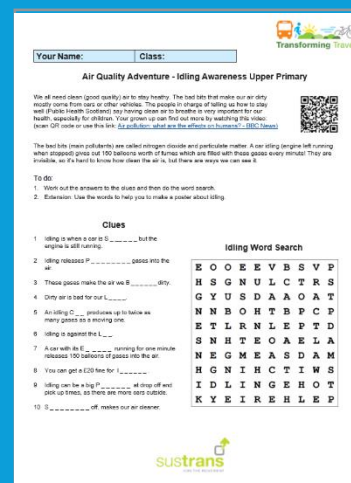 Transforming Trav
Your Name: Class:
Air Quality Adventure - Idling Awareness Upper Primary
We all need clean (good quality) air to stay healthy. The bad bits that make our air dirty
mostly come from cars or other vehicles. The people in charge of telling us how to stay
well (Public Health Scotland) say having clean air to breathe is very important for our
health, especially for children. Your grown up can find out more by watching this video:
(scan QR code or use this link: Air pollution: what are the effects on humans? - BBC News)
The bad bits (main pollutants) are called nitrogen dioxide and particulate matter. A car idling (engine left running
when stopped) gives out 150 balloons worth of fumes which are filled with these gases every minute! They are
invisible, so it's hard to know how clean the air is, but there are ways we can see it.
To do:
1. Work out the answers to the clues and then do the word search.
2. Extension: Use the words to help you to make a poster about idling.
Clues
1 Idling is when a car is S______ but the
engine is still running.
2 Idling releases P________ gases into the
air.
3 These gases make the air we B______ dirty.
4 Dirty air is bad for our L____.
5 An idling C__ produces up to twice as
many gases as a moving one.
6 Idling is against the L__
7 A car with its E_____ running for one minute
releases 150 balloons of gases into the air.
8 You can get a £20 fine for I______
9 Idling can be a big P______ at drop off and
pick up times, as there are more cars outside.
10 S________ off, makes our air cleaner.
Idling Word Search
E O O E E V B S V P
H S G N U L C T R S
G Y U S D A A O A T
N N B O H T B P C P
E T L R N L E P T D
S N H T E O A E L A
N E G M E A S D A M
H G N I H C T I W S
I D L I N G E H O T
K Y E I R E H L E P
sustrans